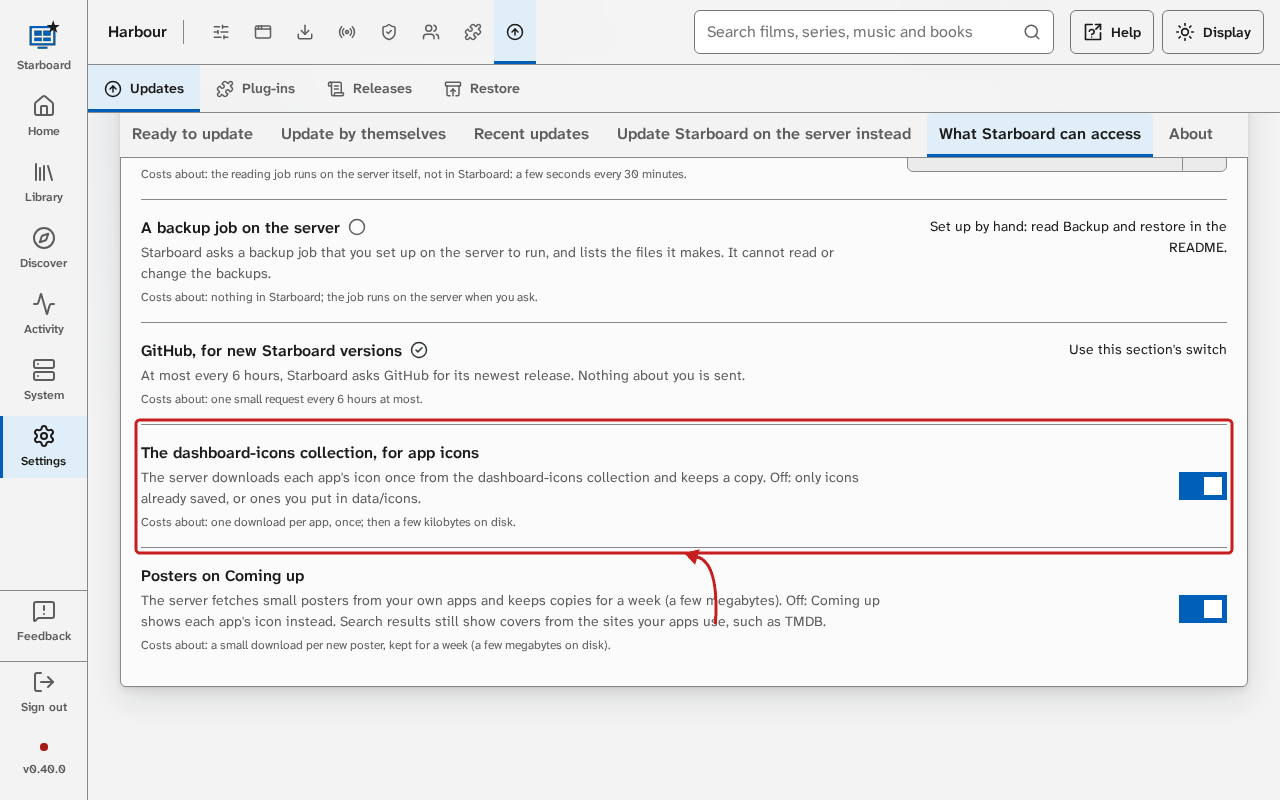 Starboard
Home
Library
Discover
Activity
System
Settings
Feedback
Sign out
v0.40.0
Harbour
Search films, series, music and books
Help
Display
Updates
Plug-ins
Releases
Restore
Ready to update
Update by themselves
Recent updates
Update Starboard on the server instead
What Starboard can access
About
Costs about: the reading job runs on the server itself, not in Starboard: a few seconds every 30 minutes.
A backup job on the server
Starboard asks a backup job that you set up on the server to run, and lists the files it makes. It cannot read or
change the backups.
Costs about: nothing in Starboard; the job runs on the server when you ask.
Set up by hand: read Backup and restore in the
README.
GitHub, for new Starboard versions
At most every 6 hours, Starboard asks GitHub for its newest release. Nothing about you is sent.
Costs about: one small request every 6 hours at most.
Use this section's switch
The dashboard-icons collection, for app icons
The server downloads each app's icon once from the dashboard-icons collection and keeps a copy. Off: only icons
already saved, or ones you put in data/icons.
Costs about: one download per app, once; then a few kilobytes on disk.
Posters on Coming up
The server fetches small posters from your own apps and keeps copies for a week (a few megabytes). Off: Coming up
shows each app's icon instead. Search results still show covers from the sites your apps use, such as TMDB.
Costs about: a small download per new poster, kept for a week (a few megabytes on disk).